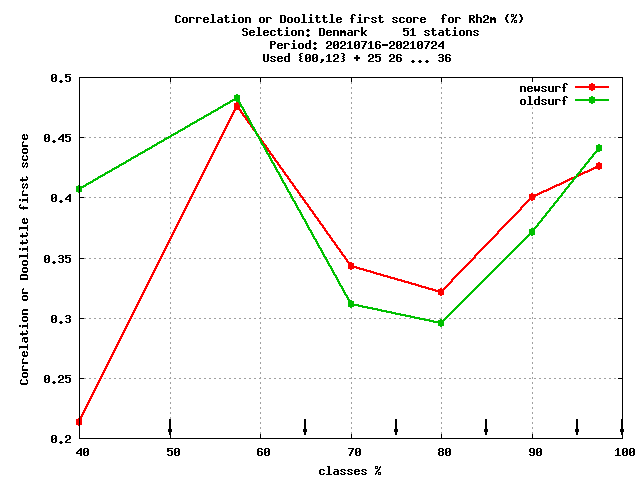 Correlation or Doolittle first score  for Rh2m (%)
Selection: Denmark     51 stations
Period: 20210716-20210724
Used {00,12} + 25 26 ... 36
newsurf
oldsurf
Correlation or Doolittle first score
0.5
0.45
0.4
0.35
0.3
0.25
0.2
40 50 60 70 80 90 100
classes %